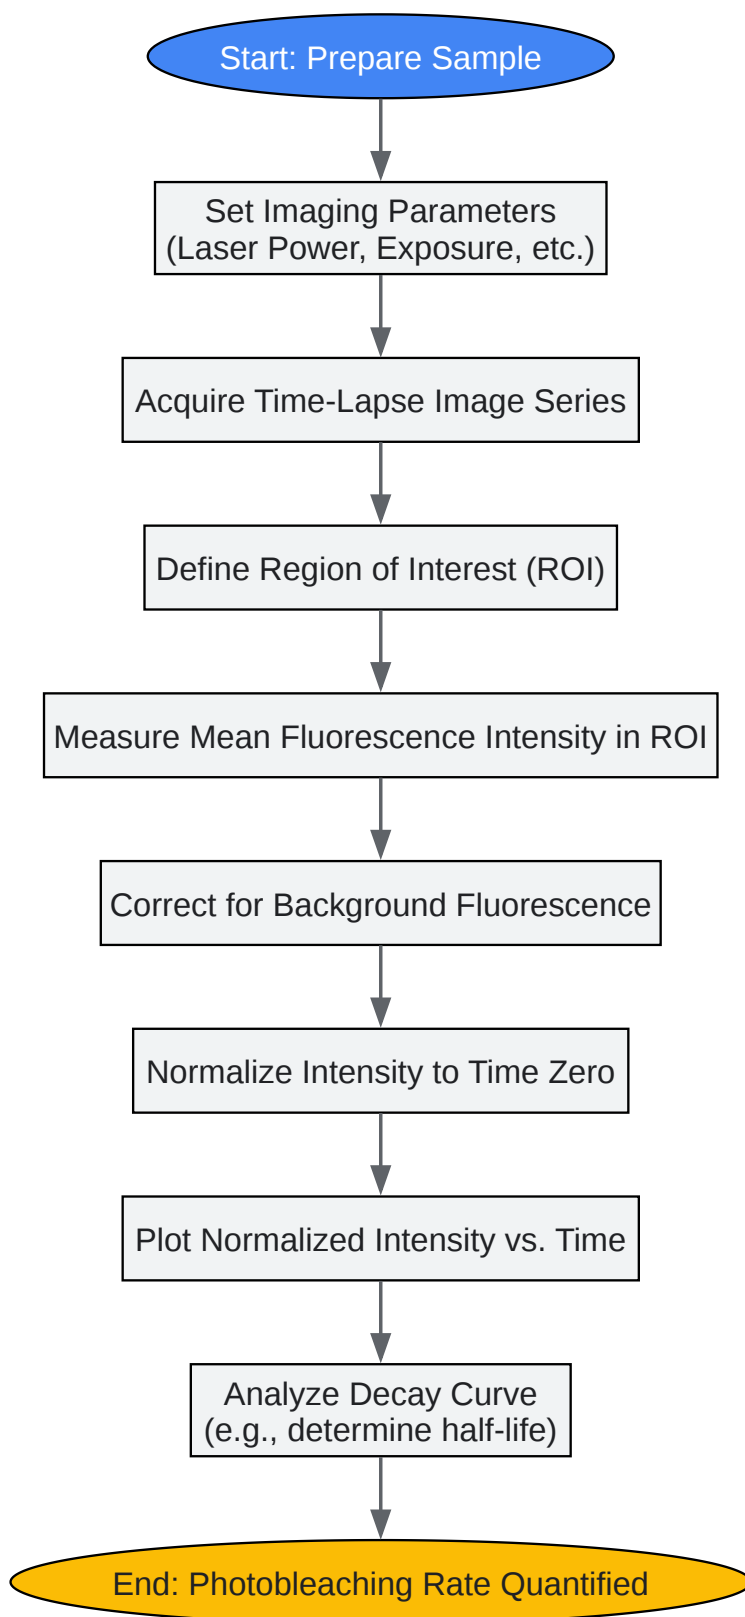 Start: Prepare Sample
Set Imaging Parameters
(Laser Power, Exposure, etc.)
Acquire Time-Lapse Image Series
Define Region of Interest (ROI)
Measure Mean Fluorescence Intensity in ROI
Correct for Background Fluorescence
Normalize Intensity to Time Zero
Plot Normalized Intensity vs. Time
Analyze Decay Curve
(e.g., determine half-life)
End: Photobleaching Rate Quantified